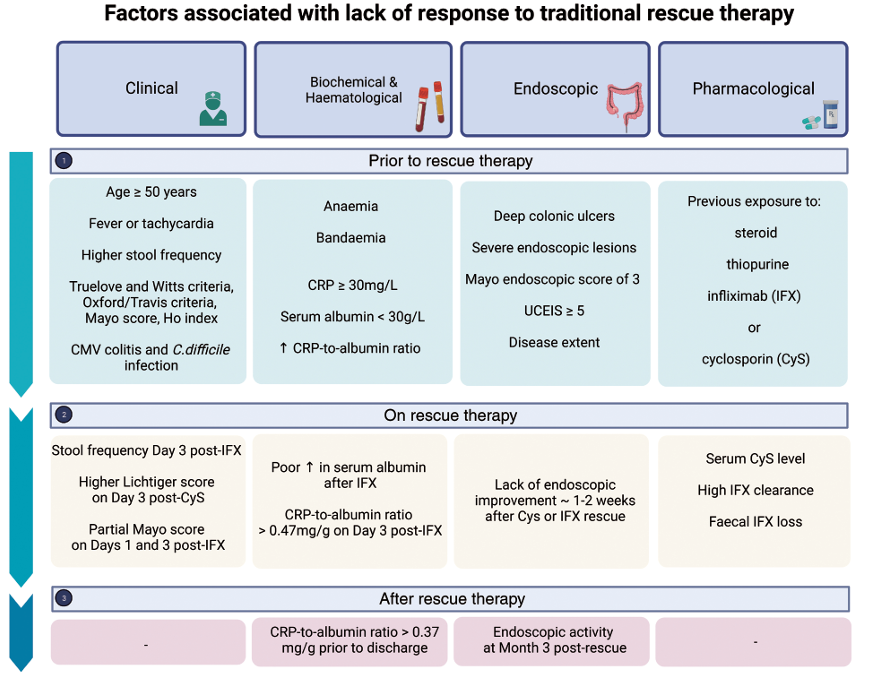 Factors associated with lack of response to traditional rescue therapy
Clinical
Biochemical &
Haematological
Endoscopic
Pharmacological
Rx
1
Prior to rescue therapy
Age ≥ 50 years
Fever or tachycardia
Higher stool frequency
Truelove and Witts criteria,
Oxford/Travis criteria,
Mayo score, Ho index
CMV colitis and C.difficile
infection
Anaemia
Bandaemia
CRP ≥ 30mg/L
Serum albumin < 30g/L
↑ CRP-to-albumin ratio
Deep colonic ulcers
Severe endoscopic lesions
Mayo endoscopic score of 3
UCEIS ≥ 5
Disease extent
Previous exposure to:
steroid
thiopurine
infliximab (IFX)
or
cyclosporin (CyS)
2
On rescue therapy
Stool frequency Day 3 post-IFX
Higher Lichtiger score
on Day 3 post-CyS
Partial Mayo score
on Days 1 and 3 post-IFX
Poor ↑ in serum albumin
after IFX
CRP-to-albumin ratio
> 0.47mg/g on Day 3 post-IFX
Lack of endoscopic
improvement ~ 1-2 weeks
after Cys or IFX rescue
Serum CyS level
High IFX clearance
Faecal IFX loss
3
After rescue therapy
-
CRP-to-albumin ratio > 0.37
mg/g prior to discharge
Endoscopic activity
at Month 3 post-rescue
-